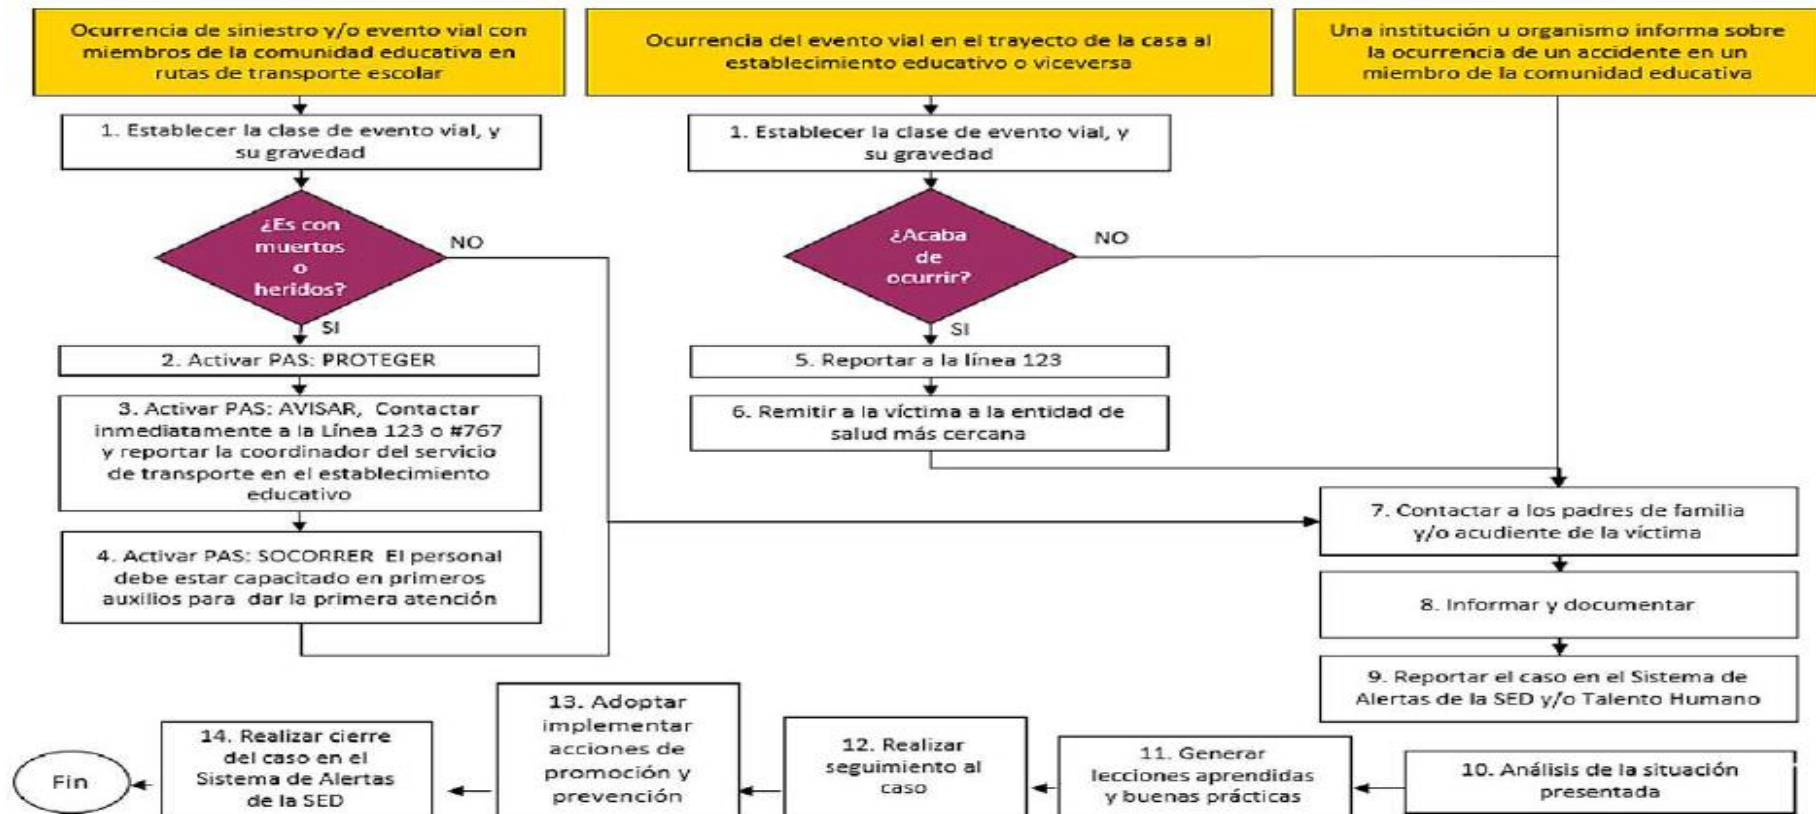 Ocurrencia de siniestro y/o evento vial con
miembros de la comunidad educativa en
rutas de transporte escolar
Ocurrencia del evento vial en el trayecto de la casa al
establecimiento educativo o viceversa
Una institución u organismo informa sobre
la ocurrencia de un accidente en un
miembro de la comunidad educativa
1. Establecer la clase de evento vial, y
su gravedad
1. Establecer la clase de evento vial, y
su gravedad
¿Es con
muertos
o
heridos?
NO
SI
¿Acaba
de
ocurrir?
NO
SI
2. Activar PAS: PROTEGER
3. Activar PAS: AVISAR, Contactar
inmediatamente a la Línea 123 o #767
y reportar la coordinador del servicio
de transporte en el establecimiento
educativo
4. Activar PAS: SOCORRER El personal
debe estar capacitado en primeros
auxilios para dar la primera atención
5. Reportar a la línea 123
6. Remitir a la víctima a la entidad de
salud más cercana
7. Contactar a los padres de familia
y/o acudiente de la víctima
8. Informar y documentar
9. Reportar el caso en el Sistema de
Alertas de la SED y/o Talento Humano
10. Análisis de la situación
presentada
11. Generar
lecciones aprendidas
y buenas prácticas
12. Realizar
seguimiento al
caso
13. Adoptar
implementar
acciones de
promoción y
prevención
14. Realizar cierre
del caso en el
Sistema de Alertas
de la SED
Fin